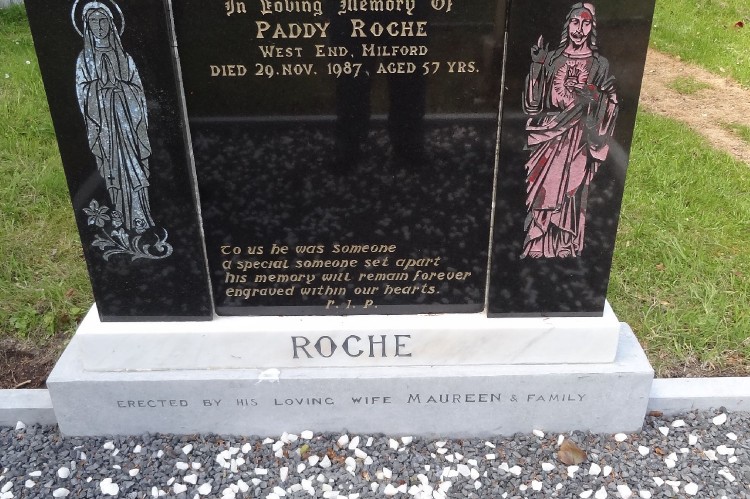 In Loving Memory Of
PADDY ROCHE
WEST END, MILFORD
DIED 29. NOV. 1987, AGED 57 YRS.
To us he was someone
a special someone set apart
his memory will remain forever
engraved within our hearts.
R.I.P.
ROCHE
ERECTED BY HIS LOVING WIFE MAUREEN & FAMILY